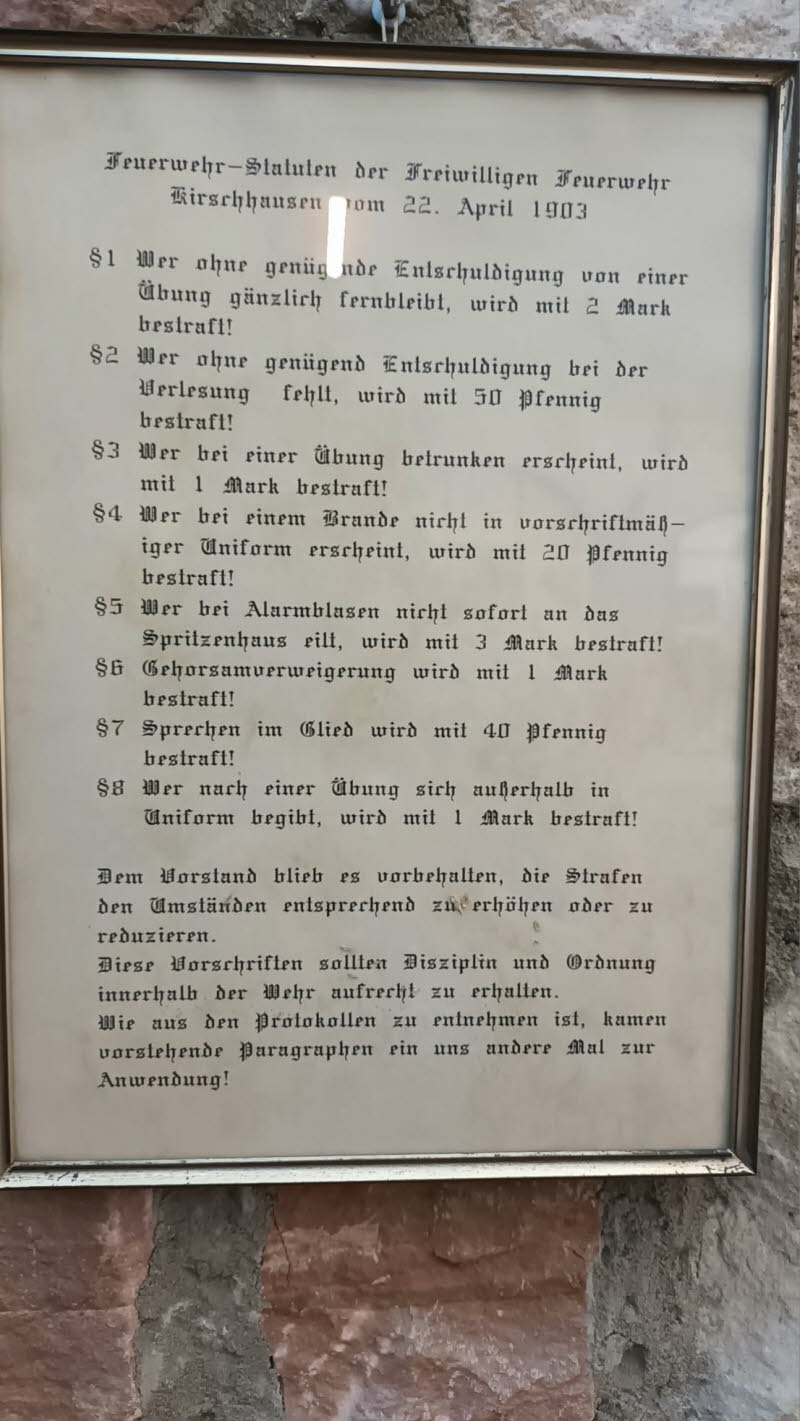 Feuerwehr-Statuten der Freiwilligen Feuerwehr
Kirschhausen vom 22. April 1903
§1 Wer ohne genügende Entschuldigung von einer
Übung gänzlich fernbleibt, wird mit 2 Mark
bestraft!
§2 Wer ohne genügend Entschuldigung bei der
Verlesung fehlt, wird mit 50 Pfennig
bestraft!
§3 Wer bei einer Übung betrunken erscheint, wird
mit 1 Mark bestraft!
§4 Wer bei einem Brande nicht in vorschriftmäß-
iger Uniform erscheint, wird mit 20 Pfennig
bestraft!
§5 Wer bei Alarmblasen nicht sofort an das
Spritzenhaus eilt, wird mit 3 Mark bestraft!
§6 Gehorsamverweigerung wird mit 1 Mark
bestraft!
§7 Sprechen im Glied wird mit 40 Pfennig
bestraft!
§8 Wer nach einer Übung sich außerhalb in
Uniform begibt, wird mit 1 Mark bestraft!
Dem Vorstand blieb es vorbehalten, die Strafen
den Umständen entsprechend zu erhöhen oder zu
reduzieren.
Diese Vorschriften sollten Disziplin und Ordnung
innerhalb der Wehr aufrecht zu erhalten.
Wie aus den Protokollen zu entnehmen ist, kamen
vorstehende Paragraphen ein uns andere Mal zur
Anwendung!